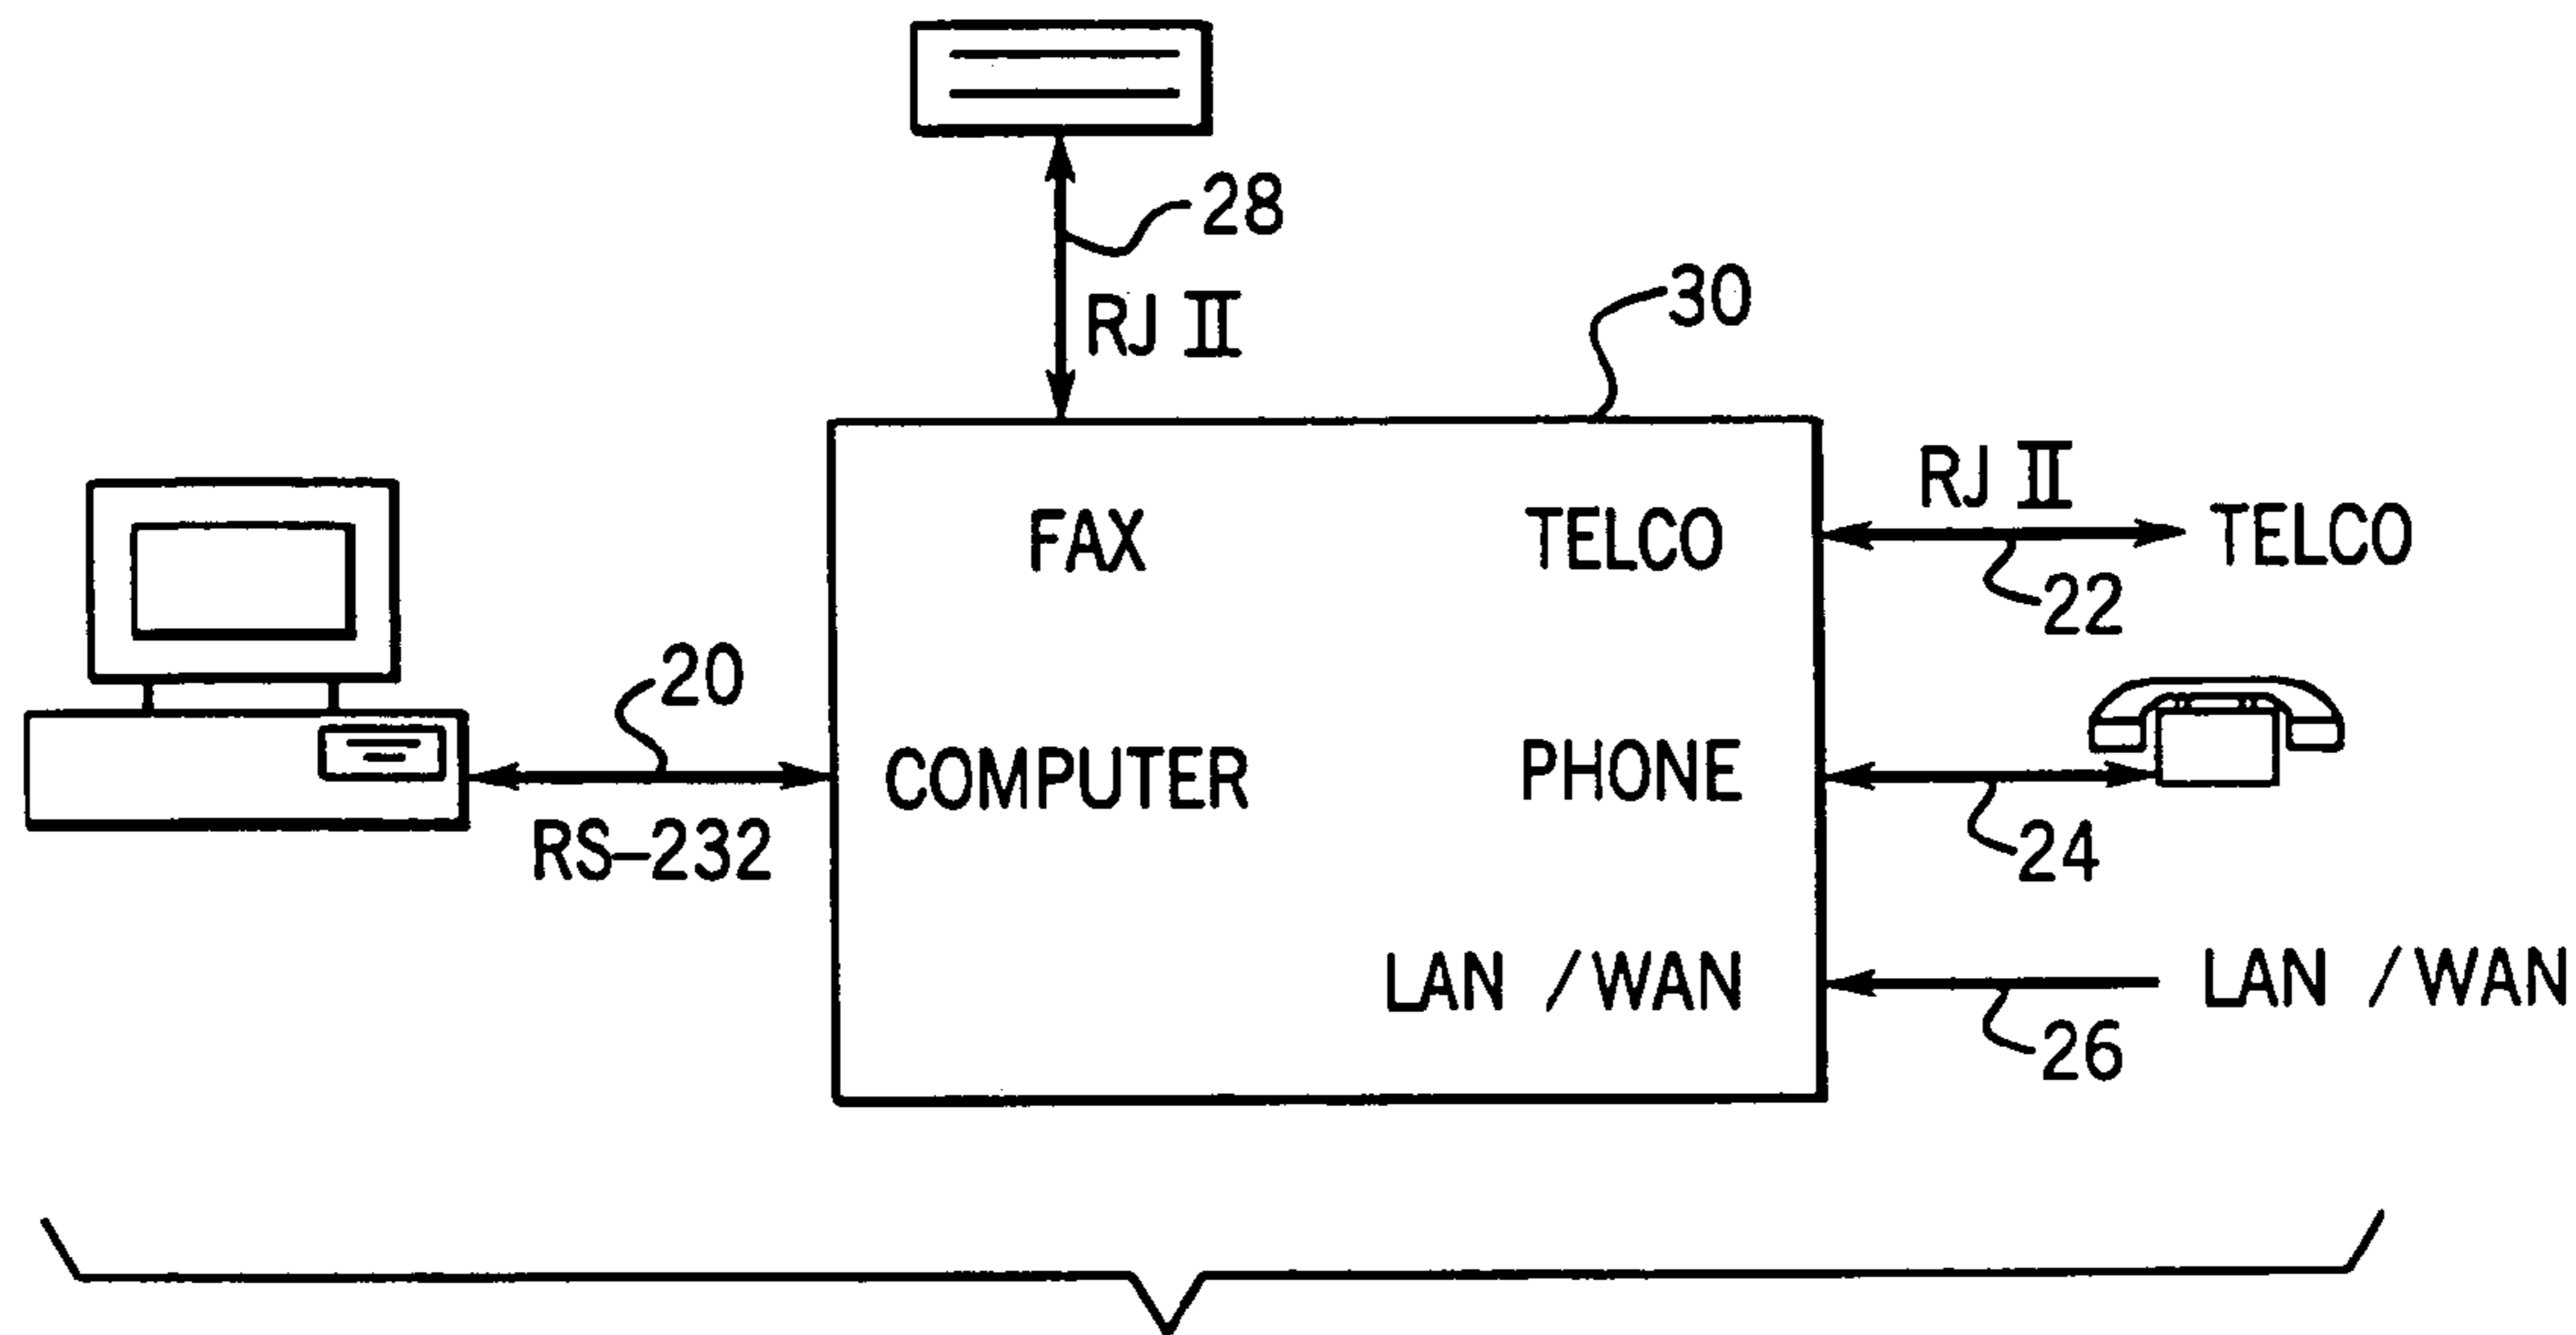 28
RJ II
30
RJ II
FAX
TELCO
TELCO
22
20
COMPUTER
PHONE
RS-232
24
LAN /WAN
LAN /WAN
26